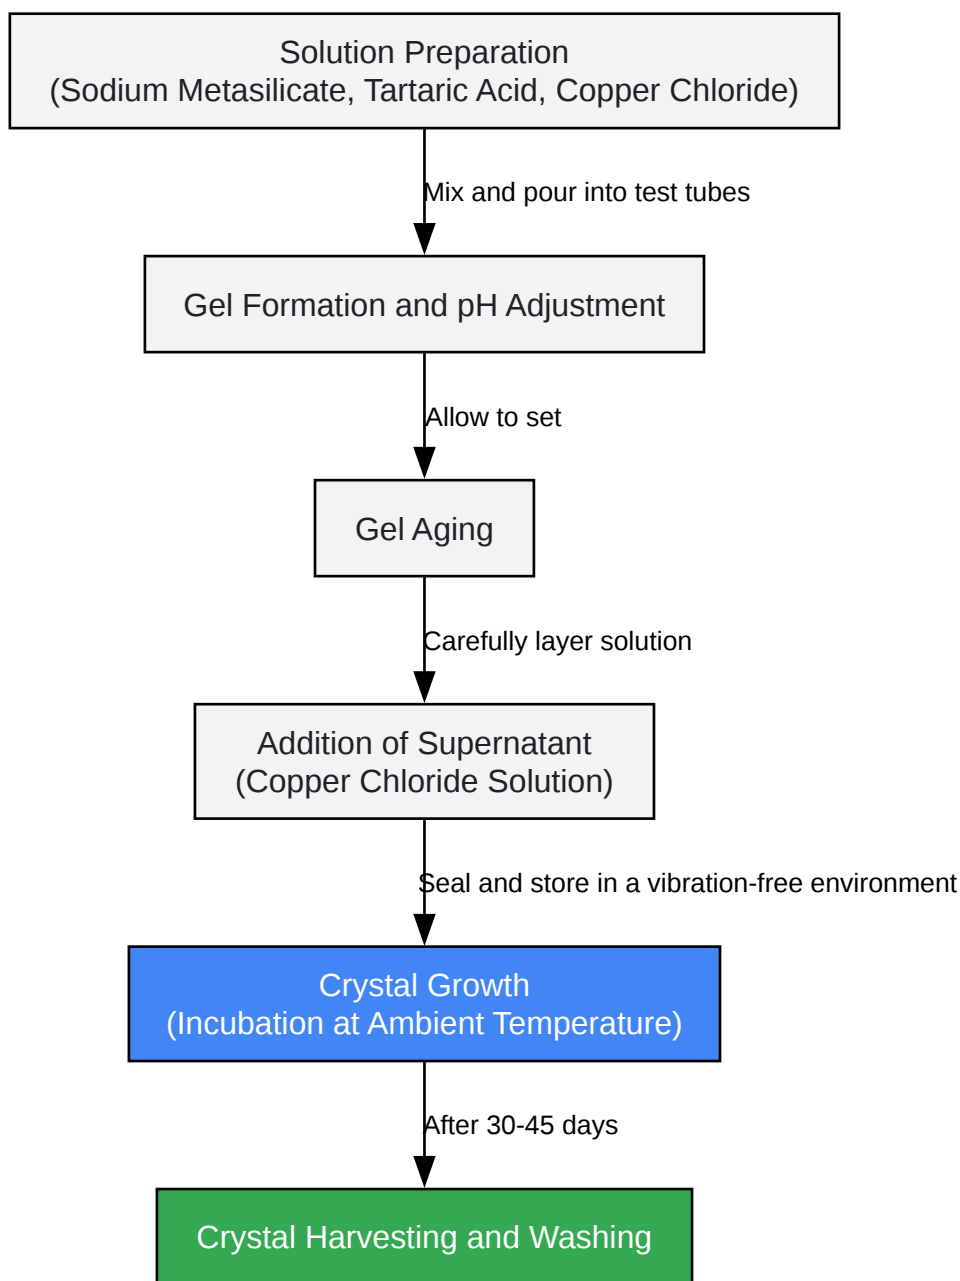 Solution Preparation
(Sodium Metasilicate, Tartaric Acid, Copper Chloride)
Mix and pour into test tubes
Gel Formation and pH Adjustment
Allow to set
Gel Aging
Carefully layer solution
Addition of Supernatant
(Copper Chloride Solution)
Seal and store in a vibration-free environment
Crystal Growth
(Incubation at Ambient Temperature)
After 30-45 days
Crystal Harvesting and Washing